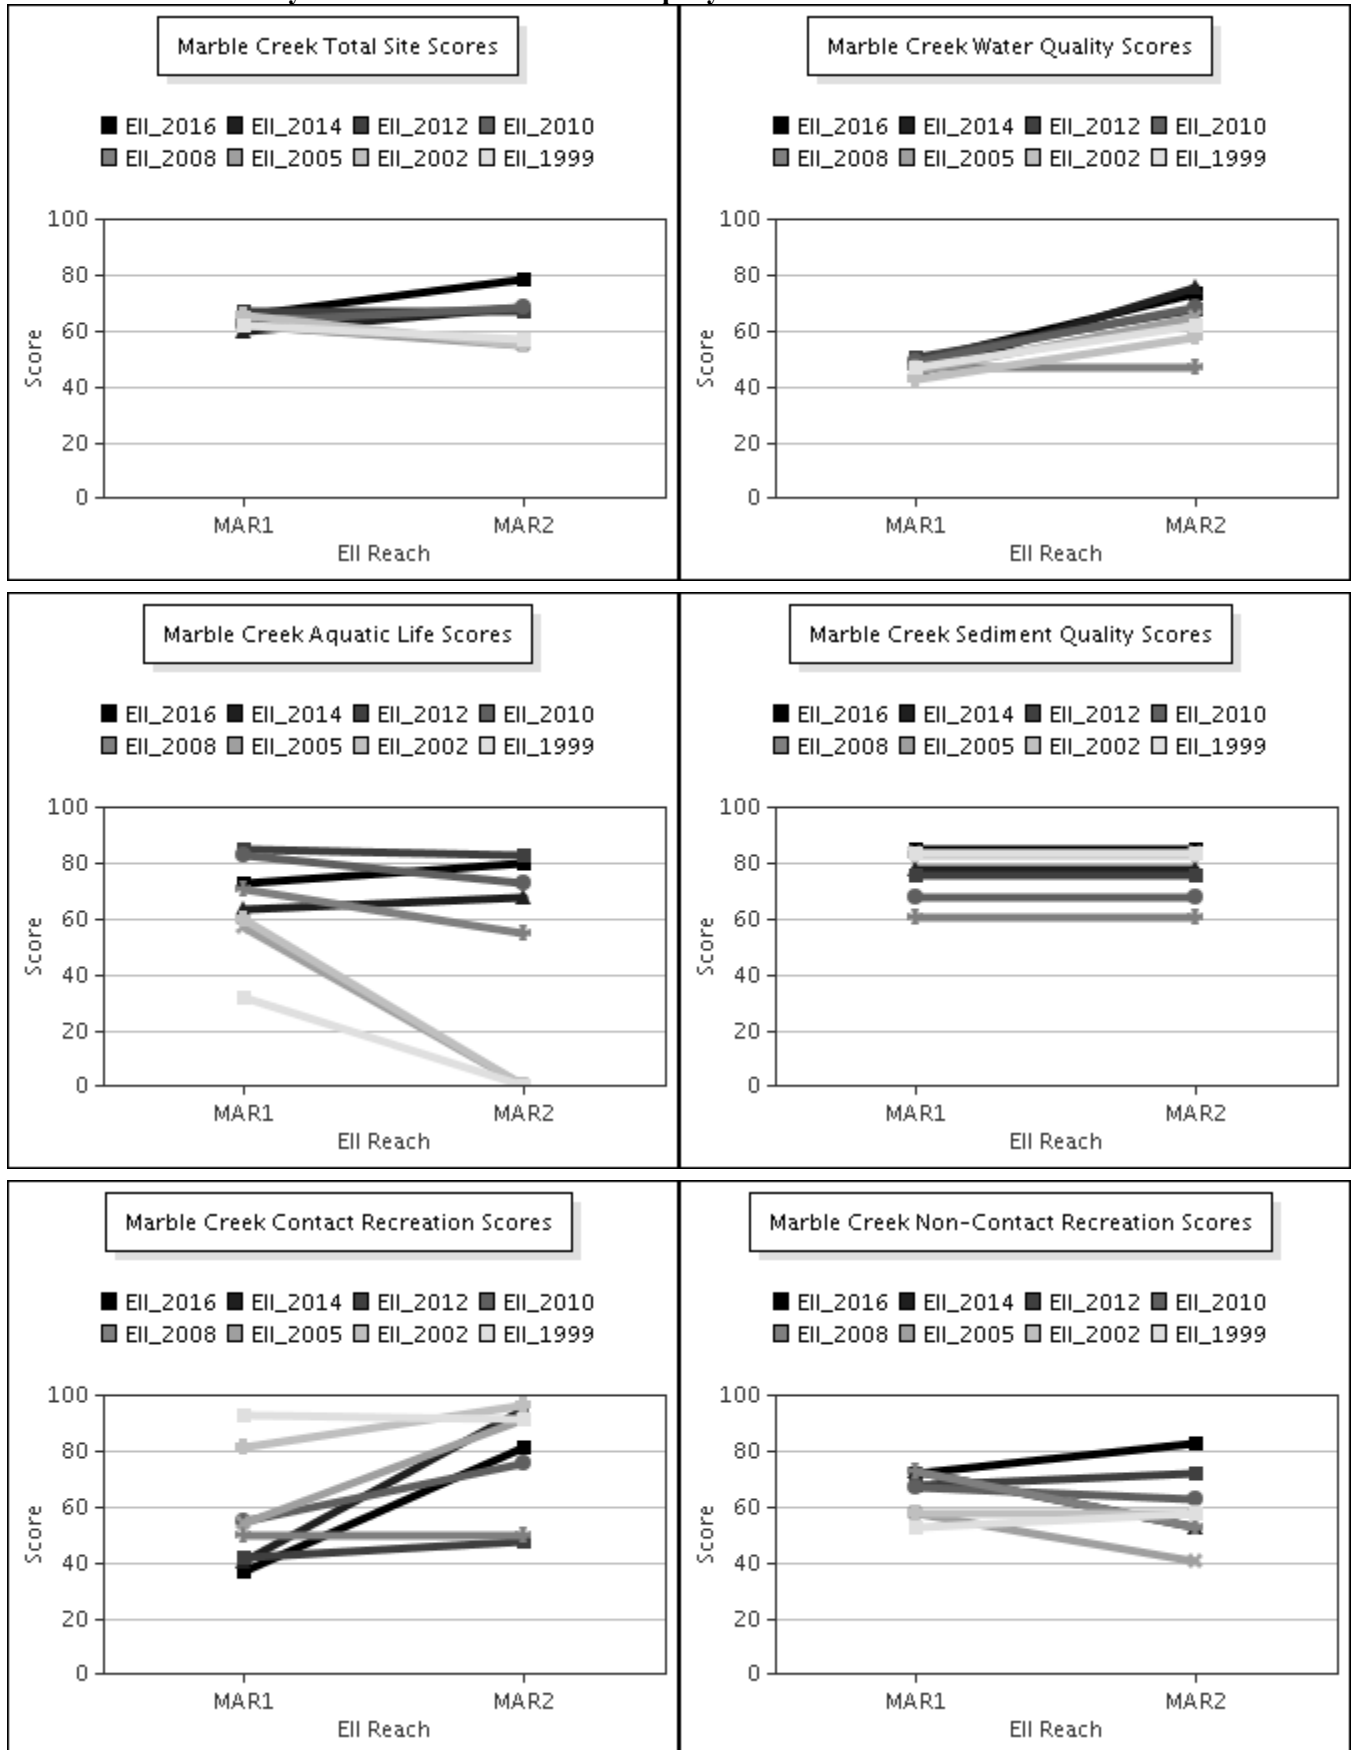 Marble Creek Total Site Scores
EII_2016 EII_2014 EII_2012 EII_2010
EII_2008 EII_2005 EII_2002 EII_1999
100
80
60
40
20
0
Score
MAR1 MAR2
EII Reach
Marble Creek Water Quality Scores
EII_2016 EII_2014 EII_2012 EII_2010
EII_2008 EII_2005 EII_2002 EII_1999
100
80
60
40
20
0
Score
MAR1 MAR2
EII Reach
Marble Creek Aquatic Life Scores
EII_2016 EII_2014 EII_2012 EII_2010
EII_2008 EII_2005 EII_2002 EII_1999
100
80
60
40
20
0
Score
MAR1 MAR2
EII Reach
Marble Creek Sediment Quality Scores
EII_2016 EII_2014 EII_2012 EII_2010
EII_2008 EII_2005 EII_2002 EII_1999
100
80
60
40
20
0
Score
MAR1 MAR2
EII Reach
Marble Creek Contact Recreation Scores
EII_2016 EII_2014 EII_2012 EII_2010
EII_2008 EII_2005 EII_2002 EII_1999
100
80
60
40
20
0
Score
MAR1 MAR2
EII Reach
Marble Creek Non-Contact Recreation Scores
EII_2016 EII_2014 EII_2012 EII_2010
EII_2008 EII_2005 EII_2002 EII_1999
100
80
60
40
20
0
Score
MAR1 MAR2
EII Reach